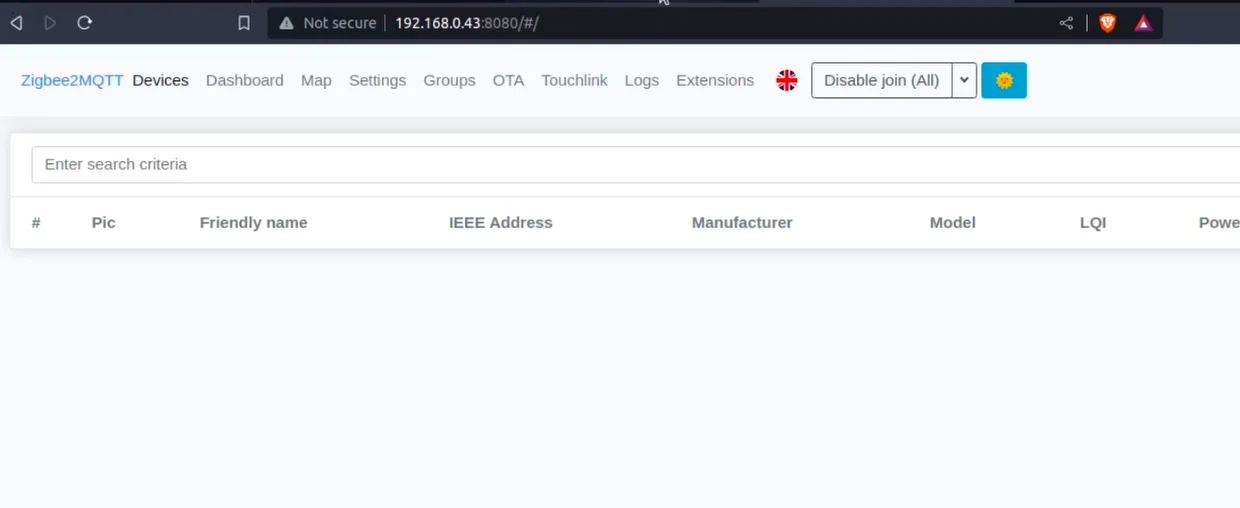 Not secure 192.168.0.43:8080/#/
Zigbee2MQTT Devices Dashboard Map Settings Groups OTA Touchlink Logs Extensions Disable join (All)
Enter search criteria
# Pic Friendly name IEEE Address Manufacturer Model LQI Powe